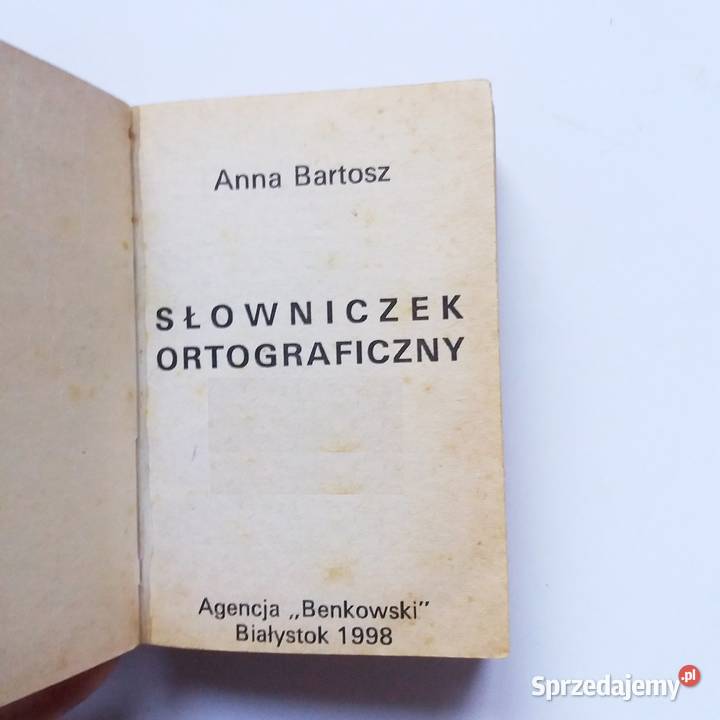 Anna Bartosz
SŁOWNICZEK
ORTOGRAFICZNY
Agencja „Benkowski”
Białystok 1998
Sprzedajemy.pl